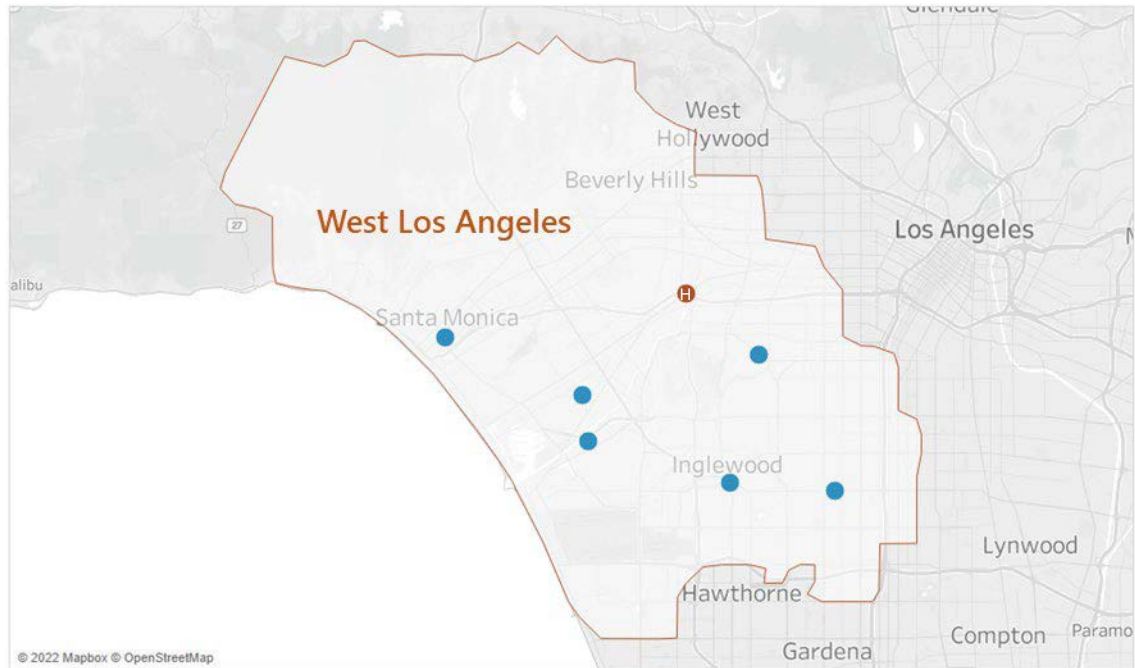 Glendale
West
Hollywood
Beverly Hills
West Los Angeles
27
Los Angeles
M
alibu
H
Santa Monica
Inglewood
Lynwood
Hawthorne
Compton
Paramo
Gardena
© 2022 Mapbox © OpenStreetMap